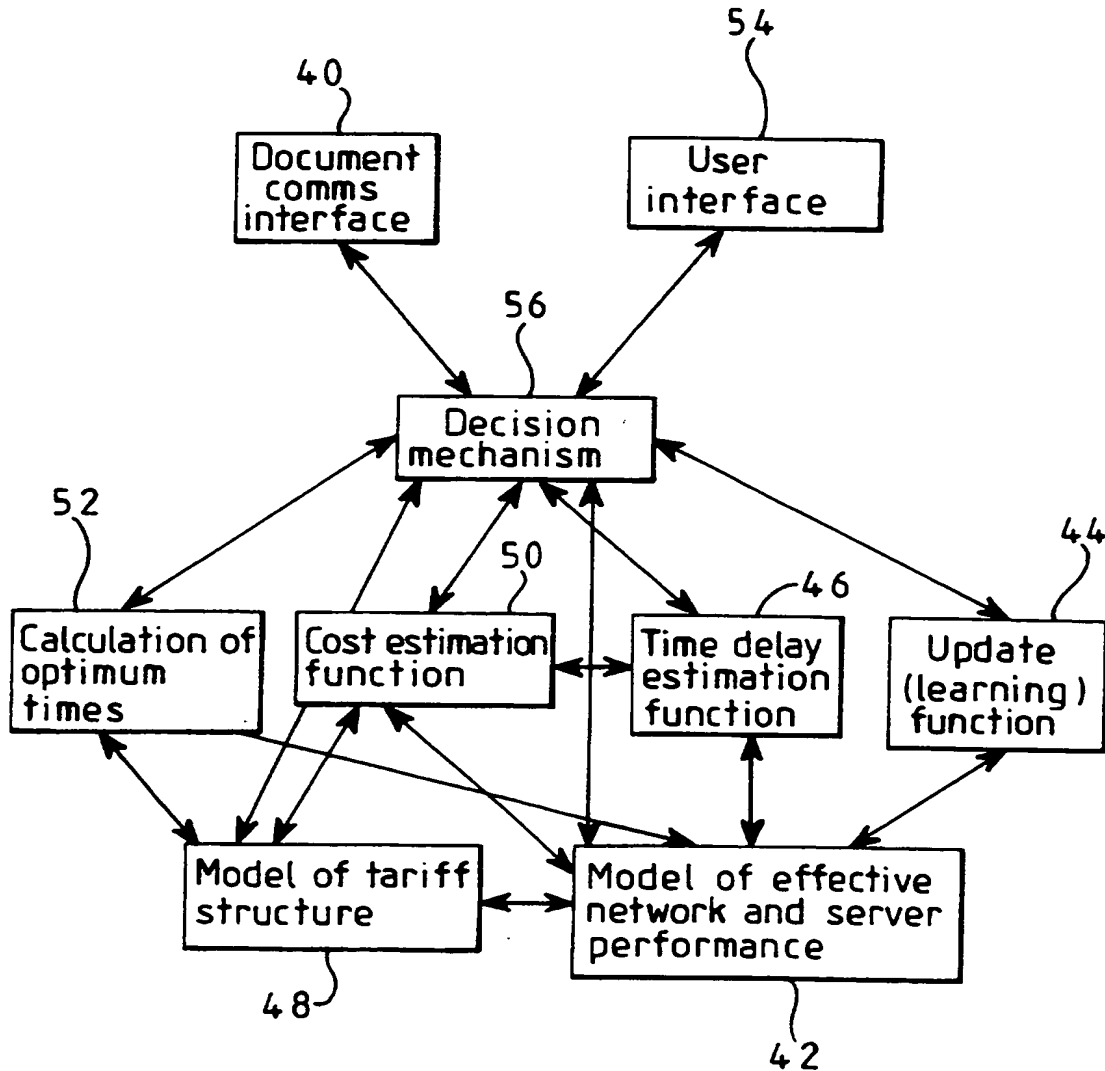 54
40
Document
comms
interface
User
interface
56
Decision
mechanism
52
50
46
44
Calculation of
optimum
times
Cost estimation
function
Time delay
estimation
function
Update
(learning)
function
Model of tariff
structure
Model of effective
network and server
performance
48
42